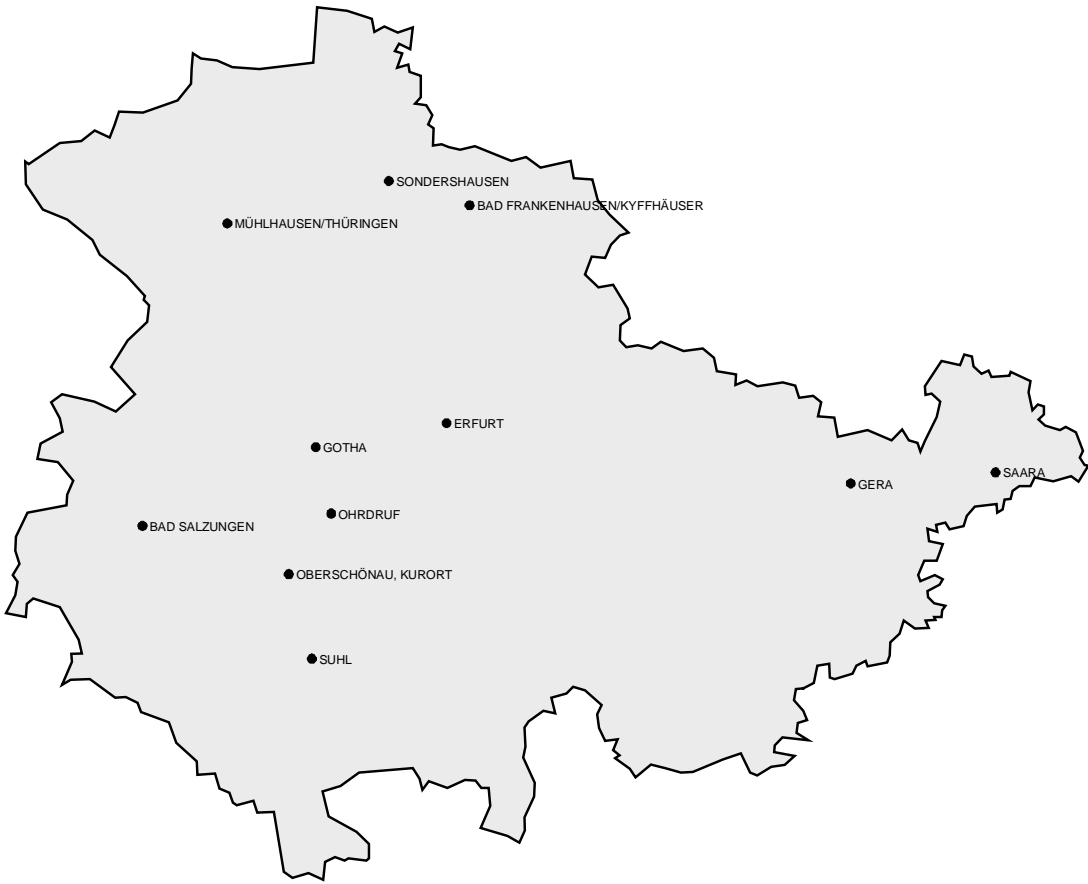 SONDERSHAUSEN
BAD FRANKENHAUSEN/KYFFHÄUSER
MÜHLHAUSEN/THÜRINGEN
ERFURT
GOTHA
SAARA
GERA
OHRDRUF
BAD SALZUNGEN
OBERSCHÖNAU, KURORT
SUHL